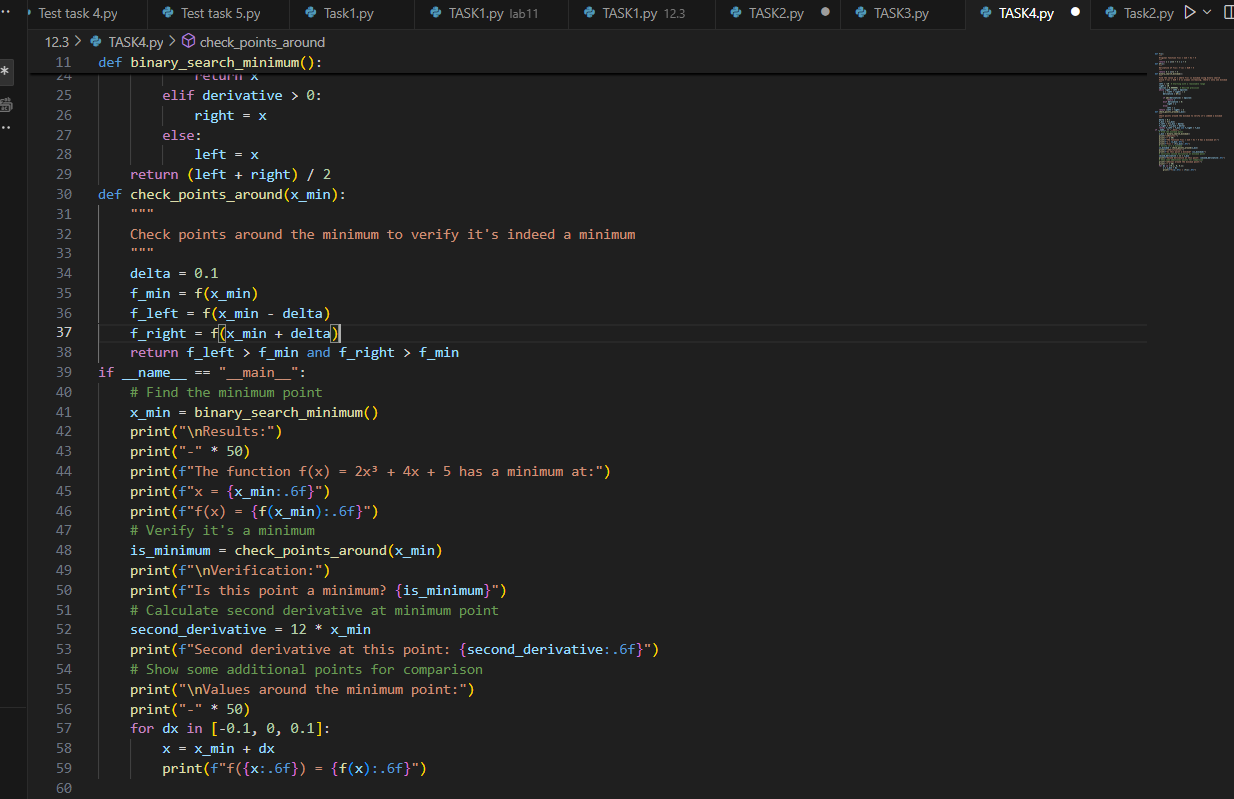 Test task 4.py Test task 5.py Task1.py TASK1.py lab11 TASK1.py 12.3 TASK2.py TASK3.py TASK4.py Task2.py
12.3 > TASK4.py > check_points_around
11 def binary_search_minimum():
24 return x
25 elif derivative > 0:
26 right = x
27 else:
28 left = x
29 return (left + right) / 2
30 def check_points_around(x_min):
31 """
32 Check points around the minimum to verify it's indeed a minimum
33 """
34 delta = 0.1
35 f_min = f(x_min)
36 f_left = f(x_min - delta)
37 f_right = f(x_min + delta)
38 return f_left > f_min and f_right > f_min
39 if __name__ == "__main__":
40 # Find the minimum point
41 x_min = binary_search_minimum()
42 print("\nResults:")
43 print("-" * 50)
44 print(f"The function f(x) = 2x³ + 4x + 5 has a minimum at:")
45 print(f"x = {x_min:.6f}")
46 print(f"f(x) = {f(x_min):.6f}")
47 # Verify it's a minimum
48 is_minimum = check_points_around(x_min)
49 print(f"\nVerification:")
50 print(f"Is this point a minimum? {is_minimum}")
51 # Calculate second derivative at minimum point
52 second_derivative = 12 * x_min
53 print(f"Second derivative at this point: {second_derivative:.6f}")
54 # Show some additional points for comparison
55 print("\nValues around the minimum point:")
56 print("-" * 50)
57 for dx in [-0.1, 0, 0.1]:
58 x = x_min + dx
59 print(f"f({x:.6f}) = {f(x):.6f}")
60